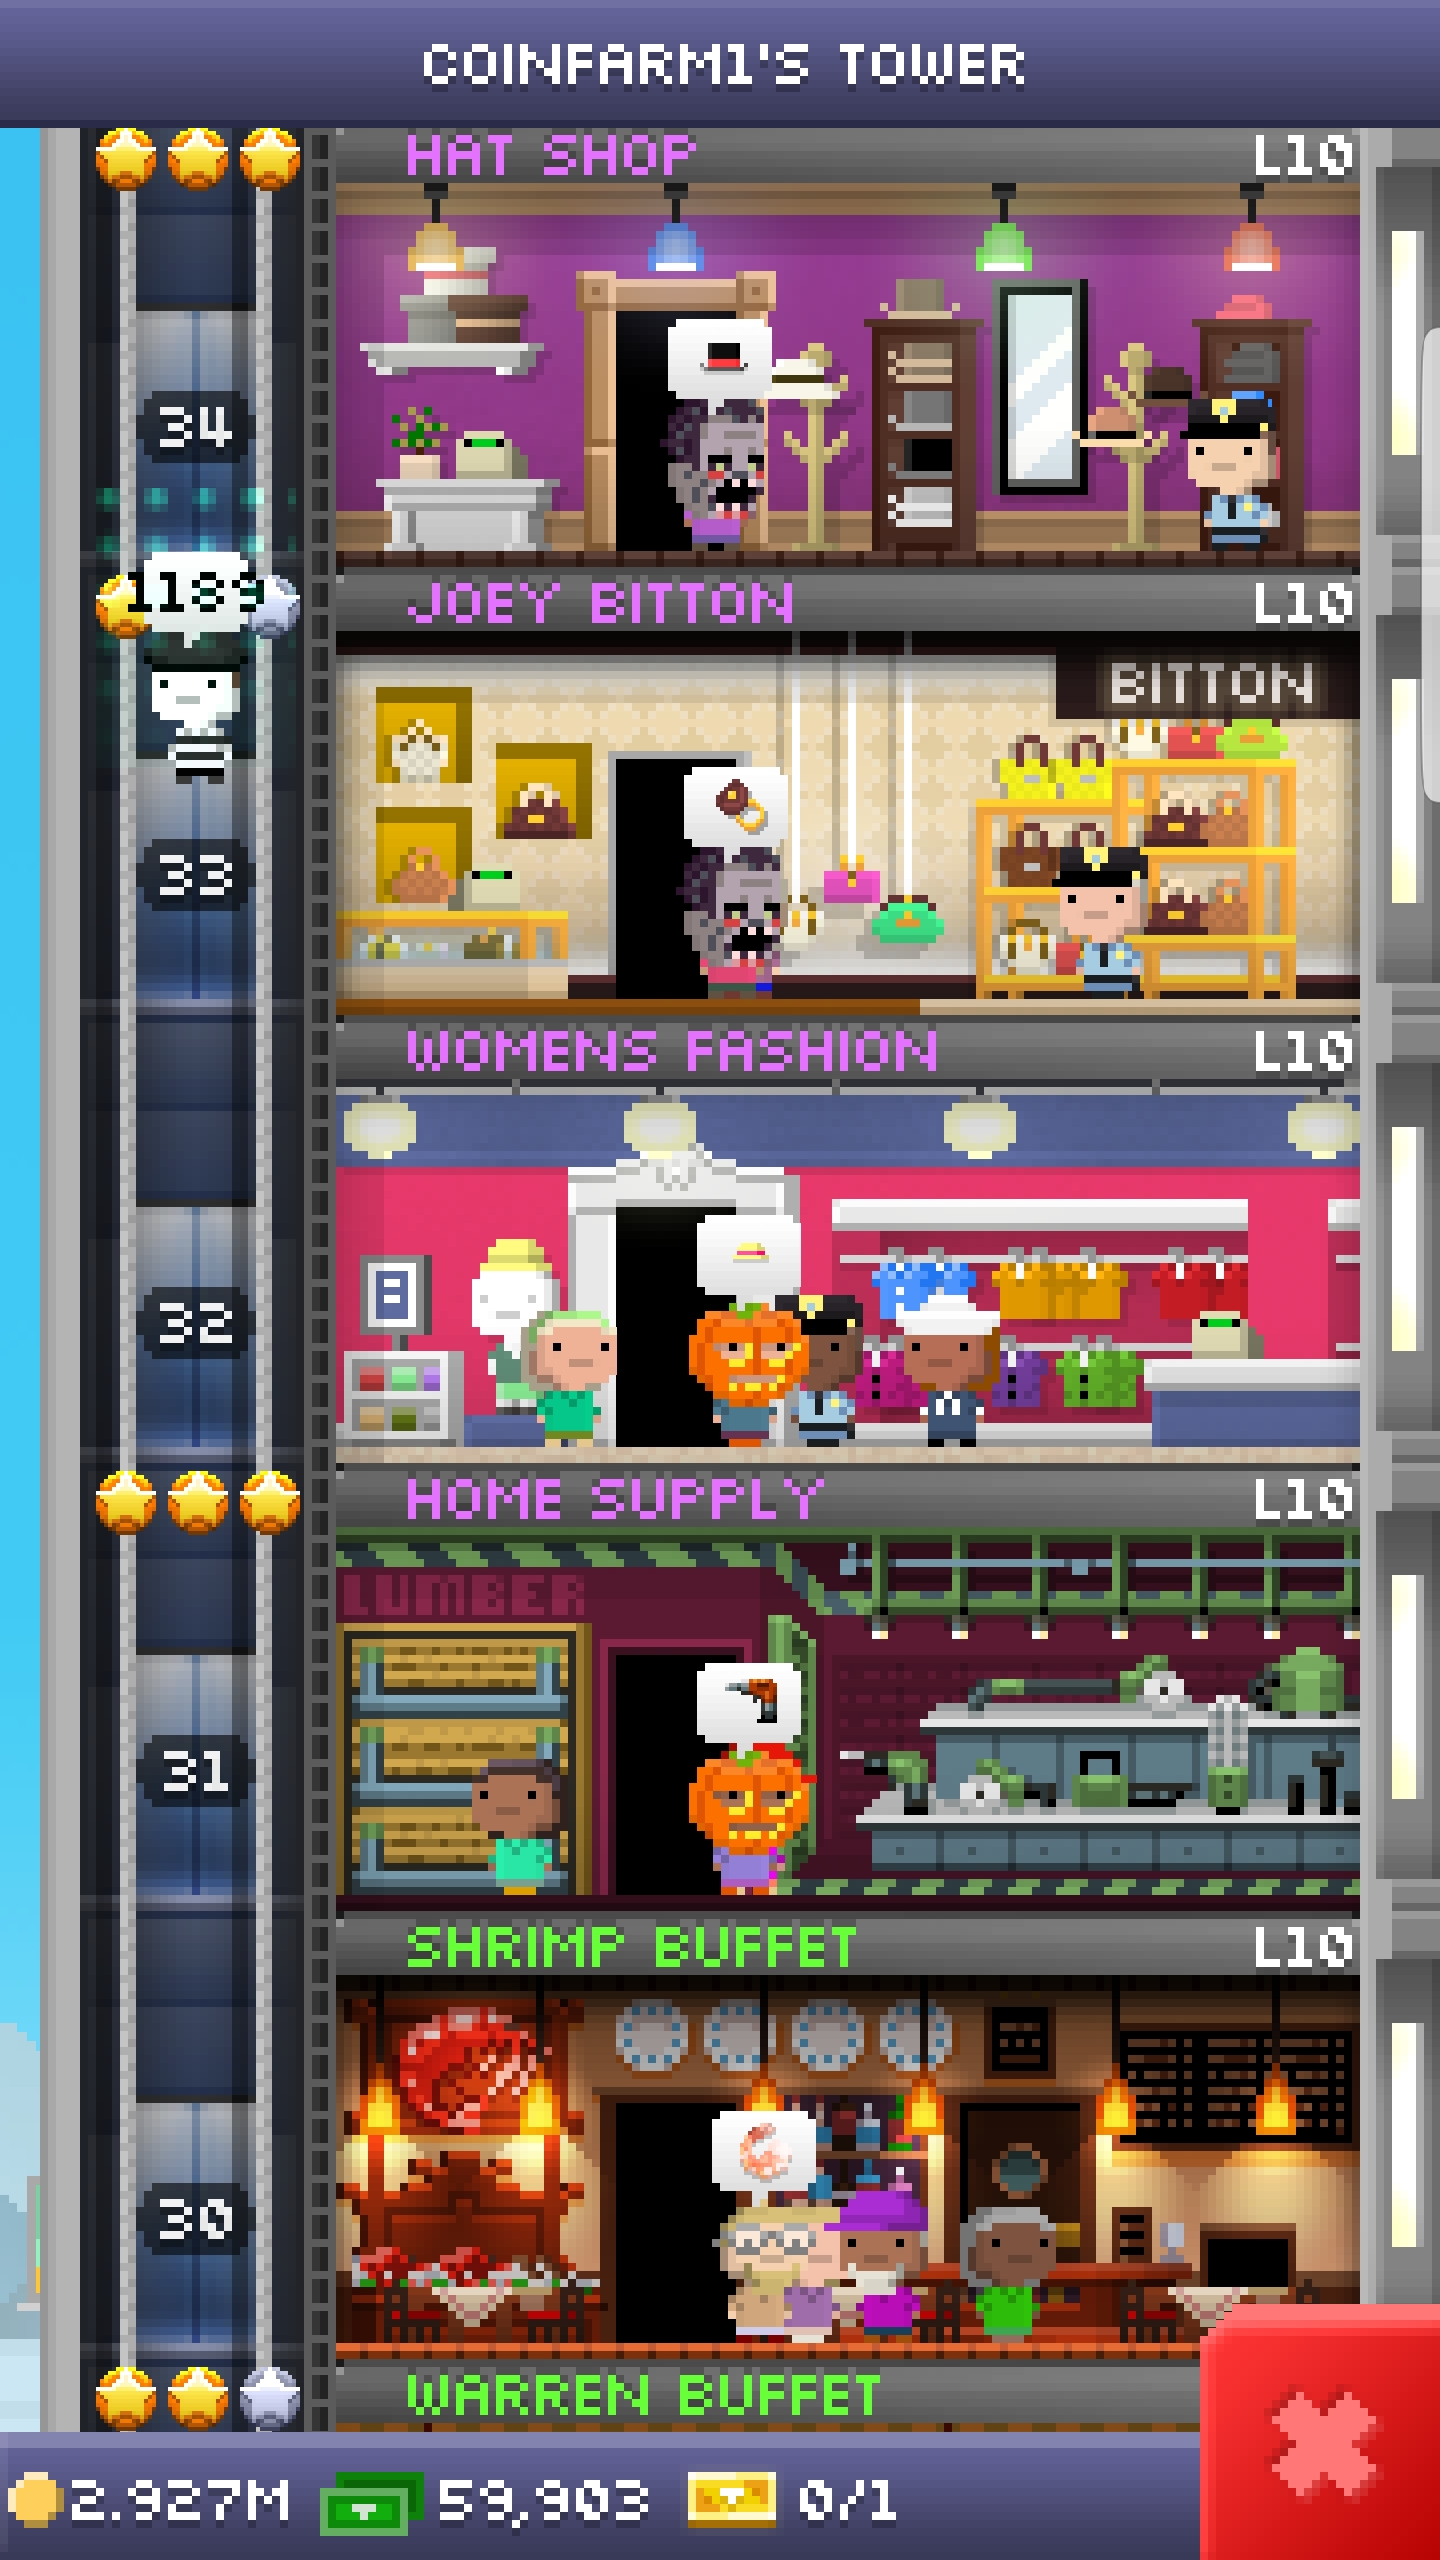 COINFARM1'S TOWER
HAT SHOP L10
34
1189
JOEY BITTON L10
BITTON
33
WOMENS FASHION L10
W
32
HOME SUPPLY L10
LUMBER
31
SHRIMP BUFFET L10
30
WARREN BUFFET
2.927M 59,903 0/1